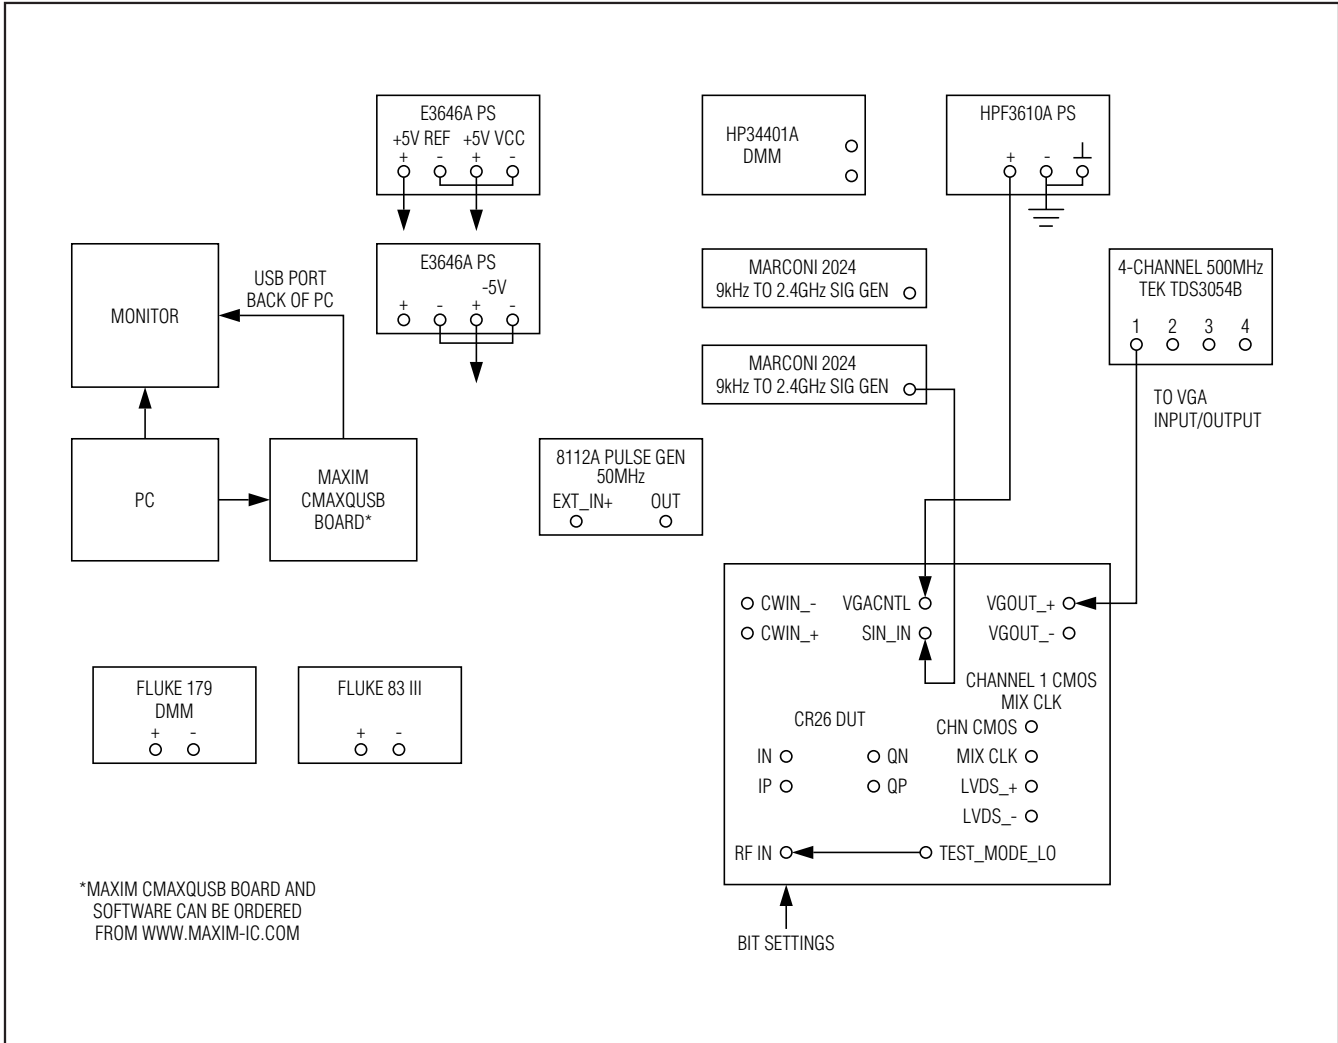 E3646A PS
+5V REF +5V VCC
+ - + -
HP34401A
DMM
HPF3610A PS
+ -
E3646A PS
-5V
+ - + -
MONITOR
USB PORT
BACK OF PC
MARCONI 2024
9kHz TO 2.4GHz SIG GEN
4-CHANNEL 500MHz
TEK TDS3054B
1 2 3 4
MARCONI 2024
9kHz TO 2.4GHz SIG GEN
TO VGA
INPUT/OUTPUT
PC
MAXIM
CMAXQUSB
BOARD*
8112A PULSE GEN
50MHz
EXT_IN+ OUT
CWIN_- VGACNTL VGOUT_+
CWIN_+ SIN_IN VGOUT_-
CHANNEL 1 CMOS
MIX CLK
CR26 DUT
CHN CMOS
IN QN MIX CLK
IP QP LVDS_+
LVDS_-
RF IN TEST_MODE_LO
BIT SETTINGS
FLUKE 179
DMM
+ -
FLUKE 83 III
+ -
*MAXIM CMAXQUSB BOARD AND
SOFTWARE CAN BE ORDERED
FROM WWW.MAXIM-IC.COM